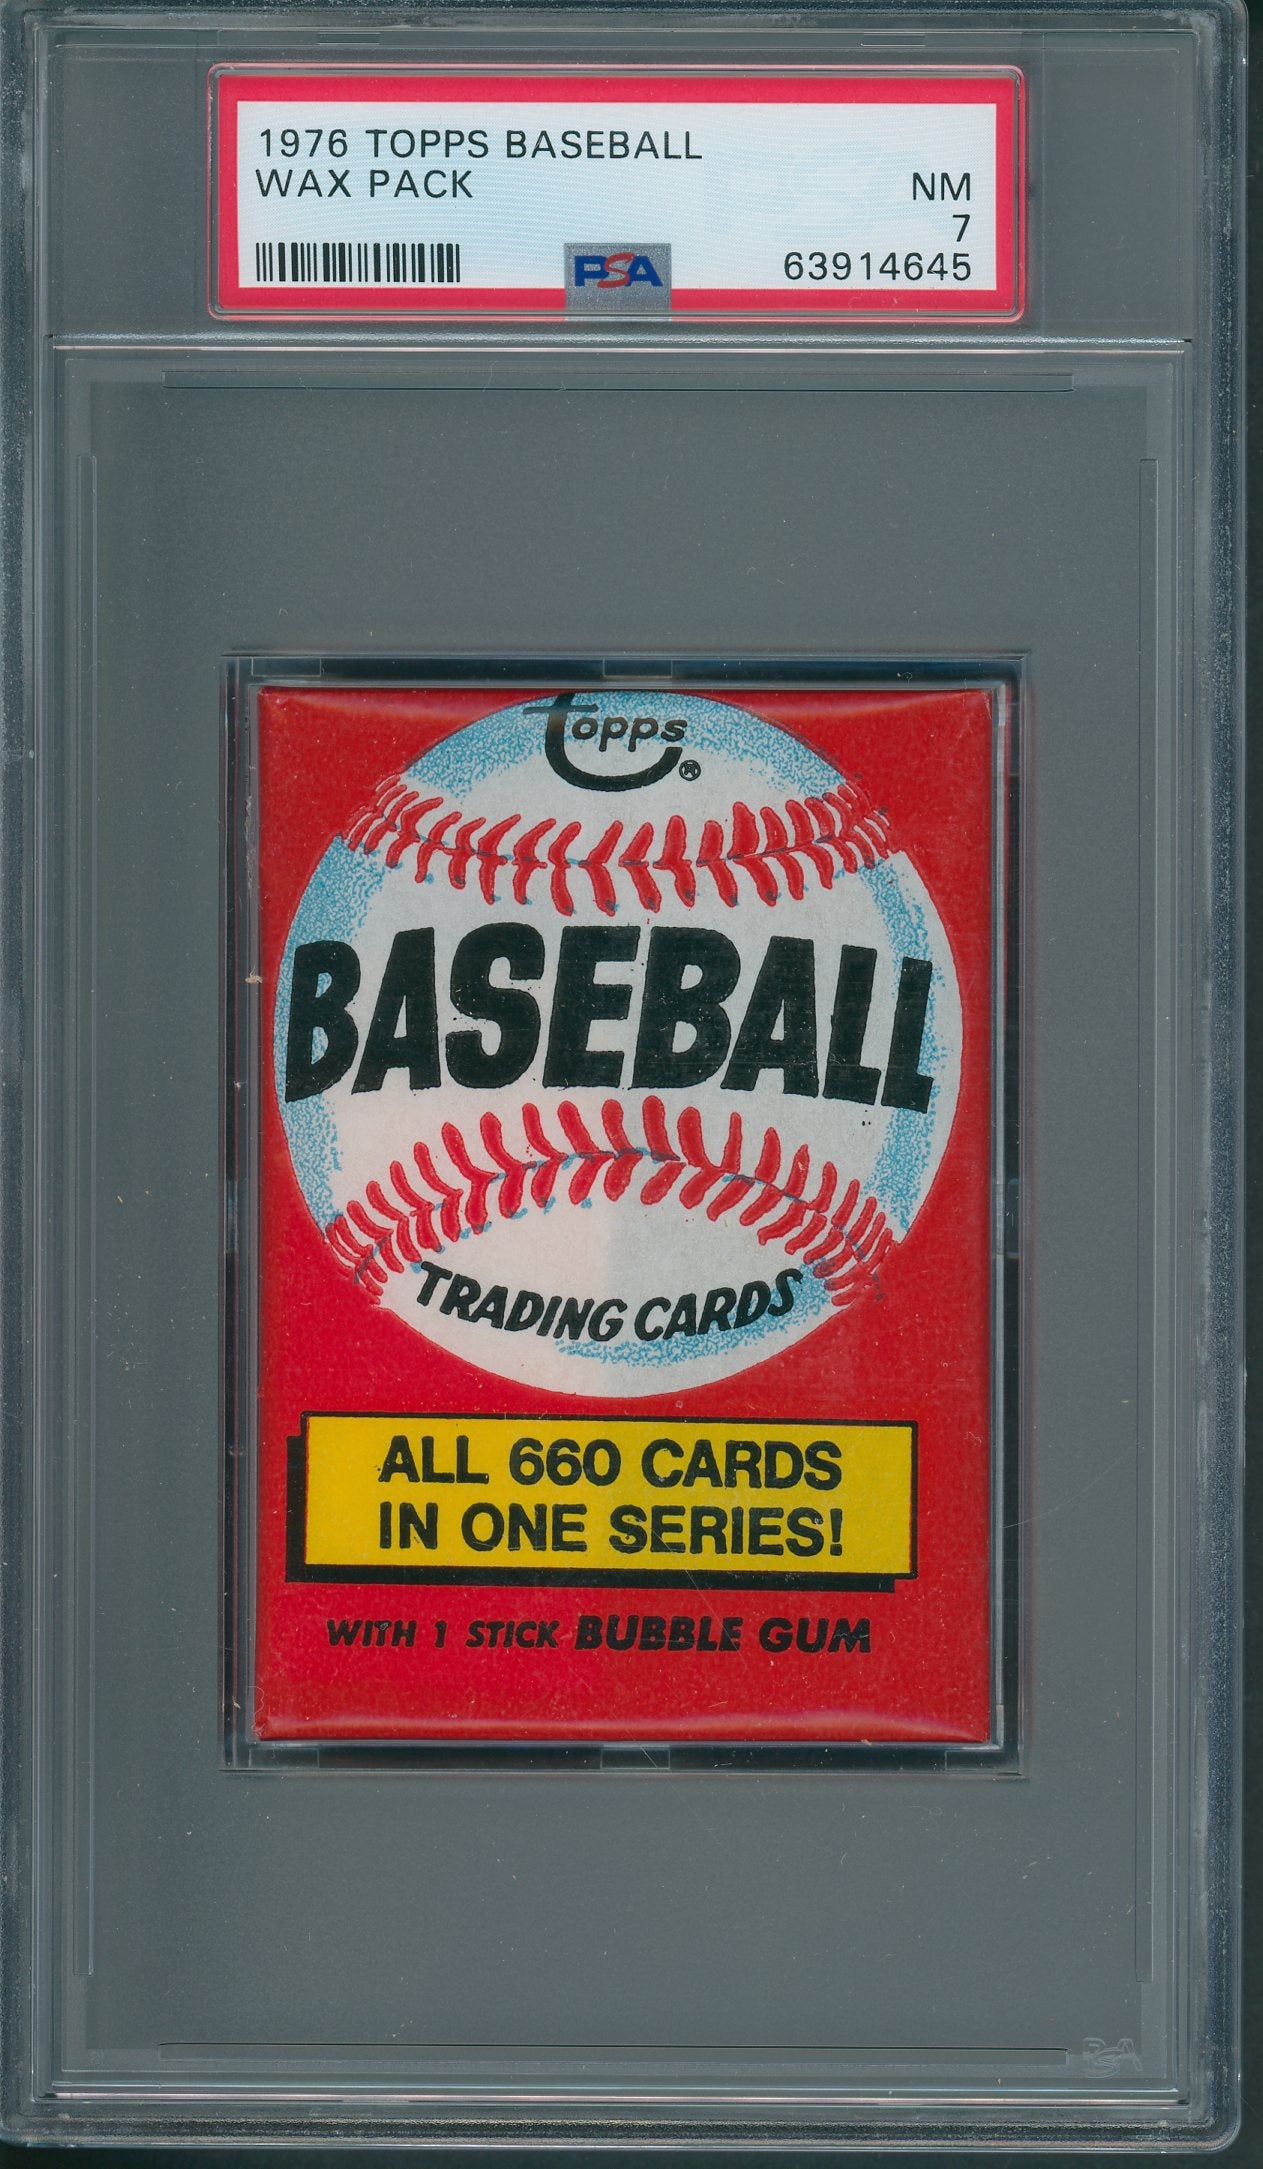 1976 TOPPS BASEBALL
WAX PACK
NM
7
PSA
63914645
Topps®
BASEBALL
TRADING CARDS
ALL 660 CARDS
IN ONE SERIES!
WITH 1 STICK BUBBLE GUM
PSA